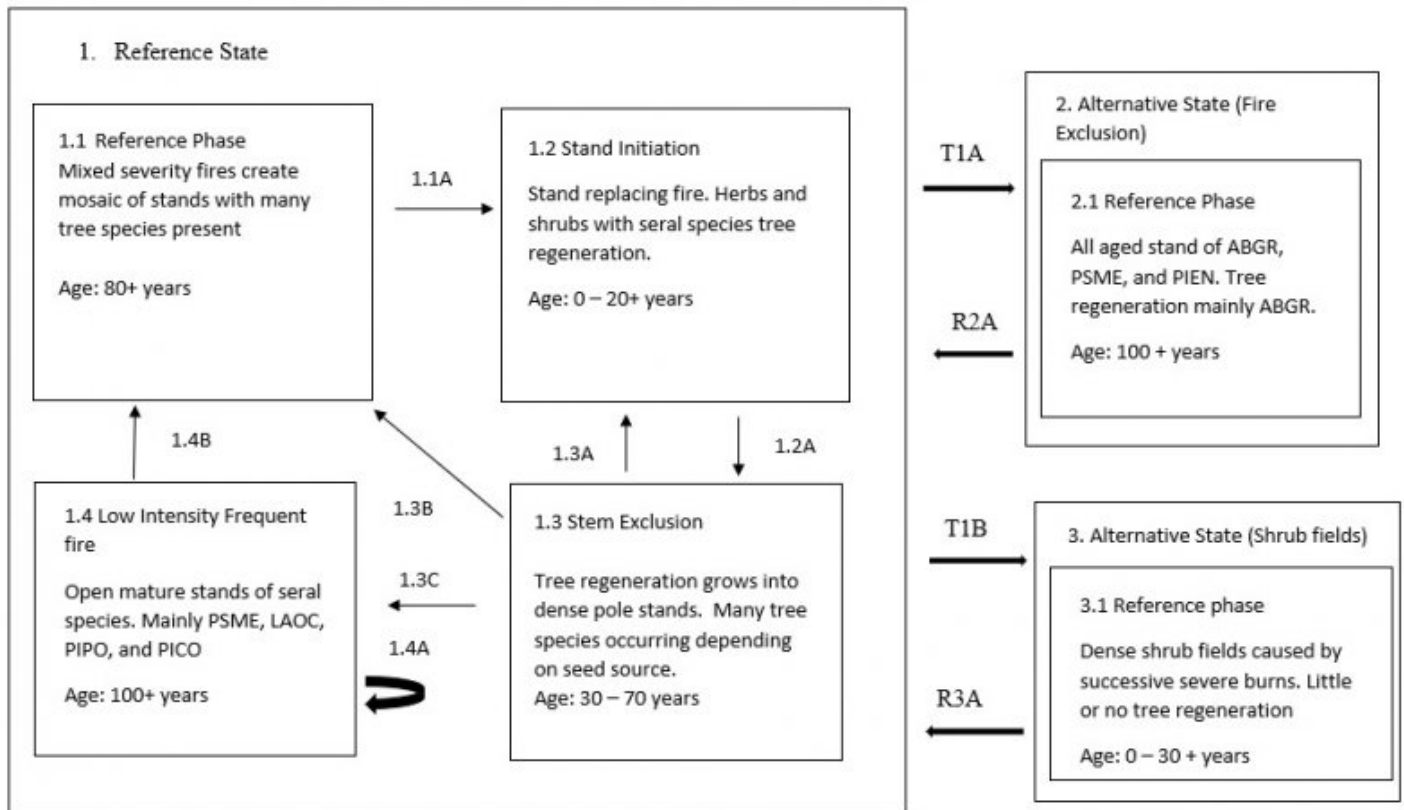 1. Reference State
1.1 Reference Phase
Mixed severity fires create
mosaic of stands with many
tree species present
Age: 80+ years
1.1A
1.2 Stand Initiation
Stand replacing fire. Herbs and
shrubs with seral species tree
regeneration.
Age: 0 – 20+ years
1.4B
1.3A
1.2A
1.4 Low Intensity Frequent
fire
Open mature stands of seral
species. Mainly PSME, LAOC,
PIPO, and PICO
Age: 100+ years
1.3B
1.3C
1.4A
1.3 Stem Exclusion
Tree regeneration grows into
dense pole stands. Many tree
species occurring depending
on seed source.
Age: 30 – 70 years
T1A
R2A
2. Alternative State (Fire
Exclusion)
2.1 Reference Phase
All aged stand of ABGR,
PSME, and PIEN. Tree
regeneration mainly ABGR.
Age: 100 + years
T1B
R3A
3. Alternative State (Shrub fields)
3.1 Reference phase
Dense shrub fields caused by
successive severe burns. Little
or no tree regeneration
Age: 0 – 30 + years